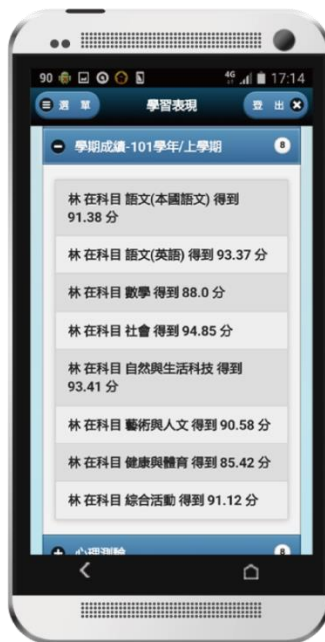 90 4G 17:14
選 單 學習表現 登 出
學期成績-101學年/上學期 8
林 在科目 語文(本國語文) 得到
91.38 分
林 在科目 語文(英語) 得到 93.37 分
林 在科目 數學 得到 88.0 分
林 在科目 社會 得到 94.85 分
林 在科目 自然與生活科技 得到
93.41 分
林 在科目 藝術與人文 得到 90.58 分
林 在科目 健康與體育 得到 85.42 分
林 在科目 綜合活動 得到 91.12 分
心理測驗 8